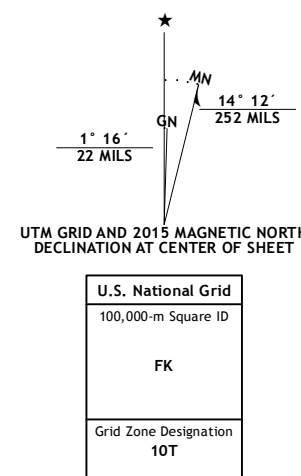 ★
MN
GN
14° 12´
252 MILS
1° 16´
22 MILS
UTM GRID AND 2015 MAGNETIC NORTH
DECLINATION AT CENTER OF SHEET
U.S. National Grid
100,000-m Square ID
FK
Grid Zone Designation
10T